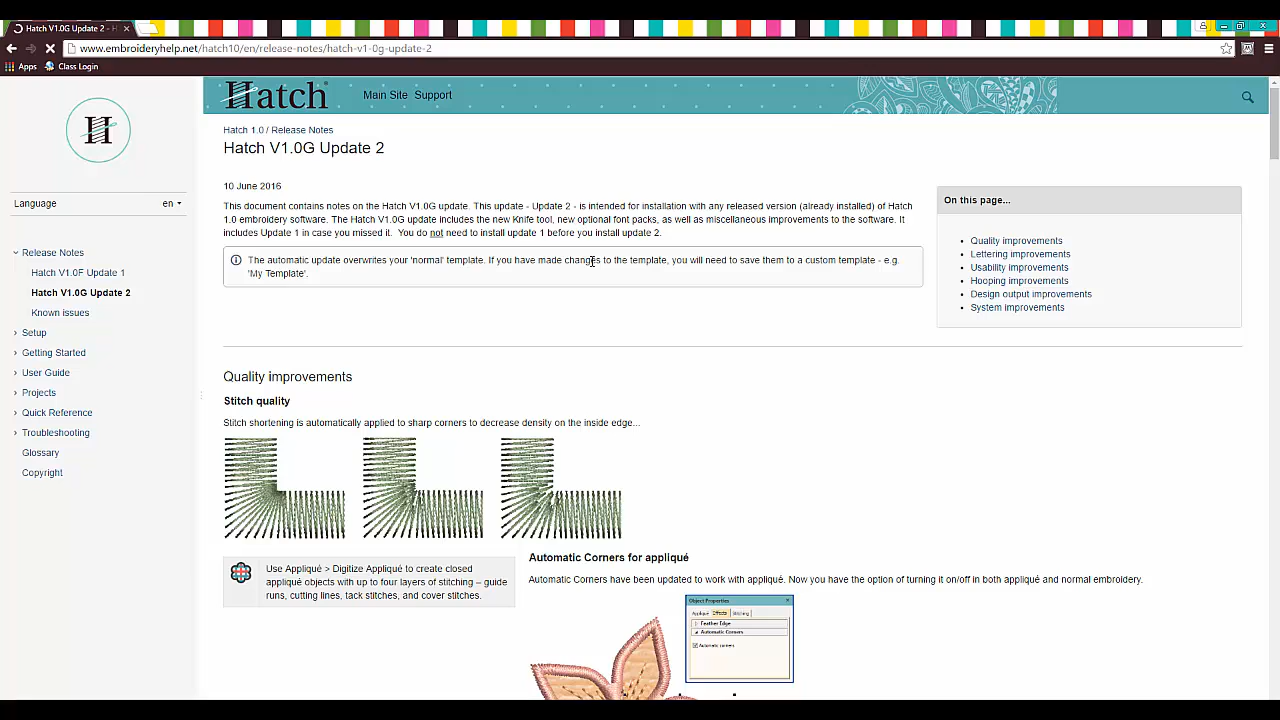 Hatch V1.0G Update 2 - H
www.embroideryhelp.net/hatch10/en/release-notes/hatch-v1-0g-update-2
Apps Class Login
Hatch® Main Site Support
H
Language en
Release Notes
Hatch V1.0F Update 1
Hatch V1.0G Update 2
Known issues
Setup
Getting Started
User Guide
Projects
Quick Reference
Troubleshooting
Glossary
Copyright
Hatch 1.0 / Release Notes
Hatch V1.0G Update 2
10 June 2016
This document contains notes on the Hatch V1.0G update. This update - Update 2 - is intended for installation with any released version (already installed) of Hatch
1.0 embroidery software. The Hatch V1.0G update includes the new Knife tool, new optional font packs, as well as miscellaneous improvements to the software. It
includes Update 1 in case you missed it. You do not need to install update 1 before you install update 2.
The automatic update overwrites your 'normal' template. If you have made changes to the template, you will need to save them to a custom template - e.g.
'My Template'.
On this page...
Quality improvements
Lettering improvements
Usability improvements
Hooping improvements
Design output improvements
System improvements
Quality improvements
Stitch quality
Stitch shortening is automatically applied to sharp corners to decrease density on the inside edge...
Use Appliqué > Digitize Appliqué to create closed
appliqué objects with up to four layers of stitching – guide
runs, cutting lines, tack stitches, and cover stitches.
Automatic Corners for appliqué
Automatic Corners have been updated to work with appliqué. Now you have the option of turning it on/off in both appliqué and normal embroidery.
Object Properties
Appliqué Effects Stitching
Feather Edge
Automatic Corners
Automatic corners